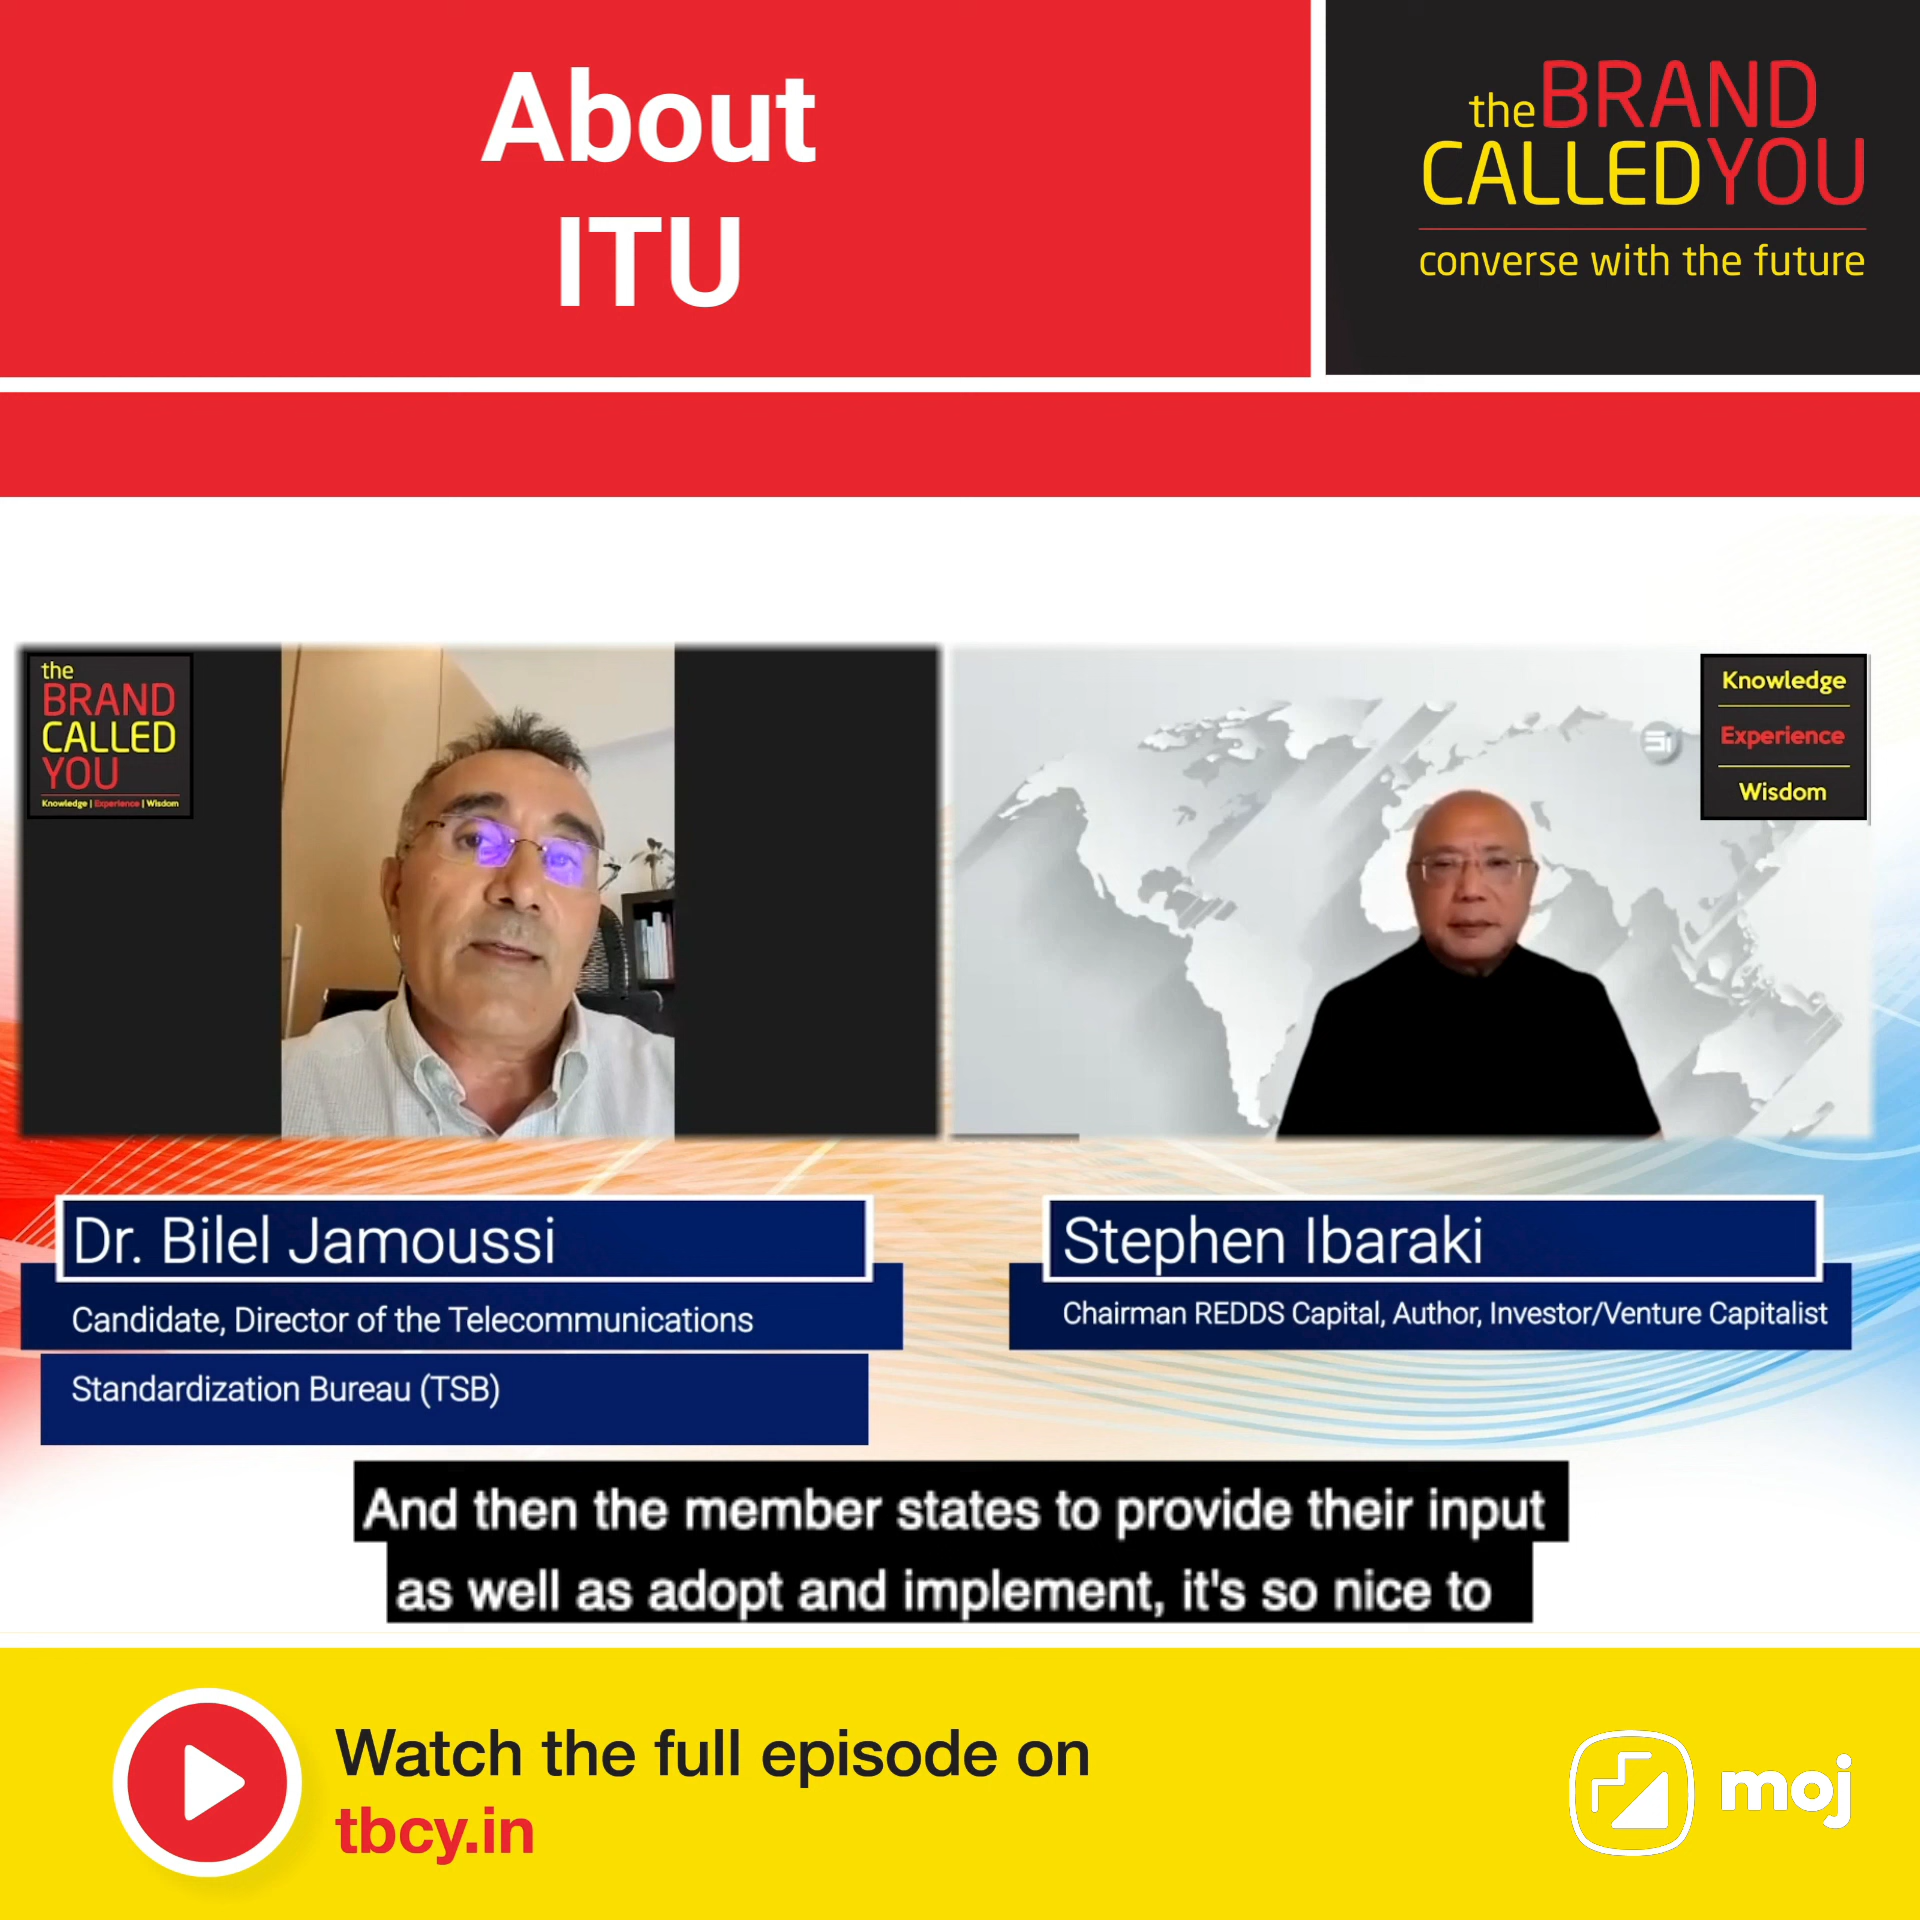 About
ITU
the BRAND
CALLED YOU
converse with the future
the
BRAND
CALLED
YOU
Knowledge | Experience | Wisdom
Knowledge
Experience
Wisdom
Dr. Bilel Jamoussi
Candidate, Director of the Telecommunications
Standardization Bureau (TSB)
Stephen Ibaraki
Chairman REDDS Capital, Author, Investor/Venture Capitalist
And then the member states to provide their input
as well as adopt and implement, it's so nice to
Watch the full episode on
tbcy.in
moj